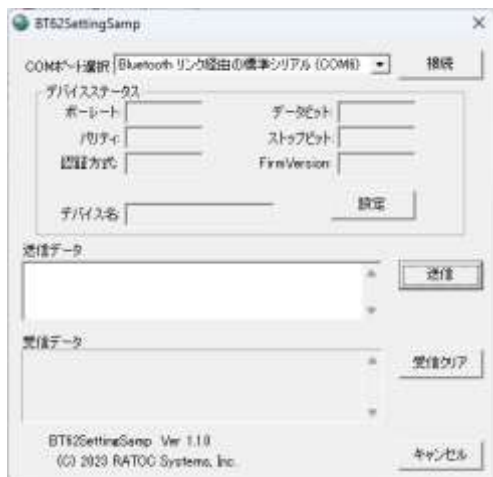 BT62SettingSamp
COMポート選択 Bluetooth リンク経由の標準シリアル (COM6) 接続
デバイスステータス
ボーレート データビット
パリティ ストップビット
認証方式 FirmVersion
デバイス名 設定
送信データ
送信
受信データ
受信クリア
BT62SettingSamp Ver 1.1.0
(C) 2023 RATOC Systems, Inc.
キャンセル